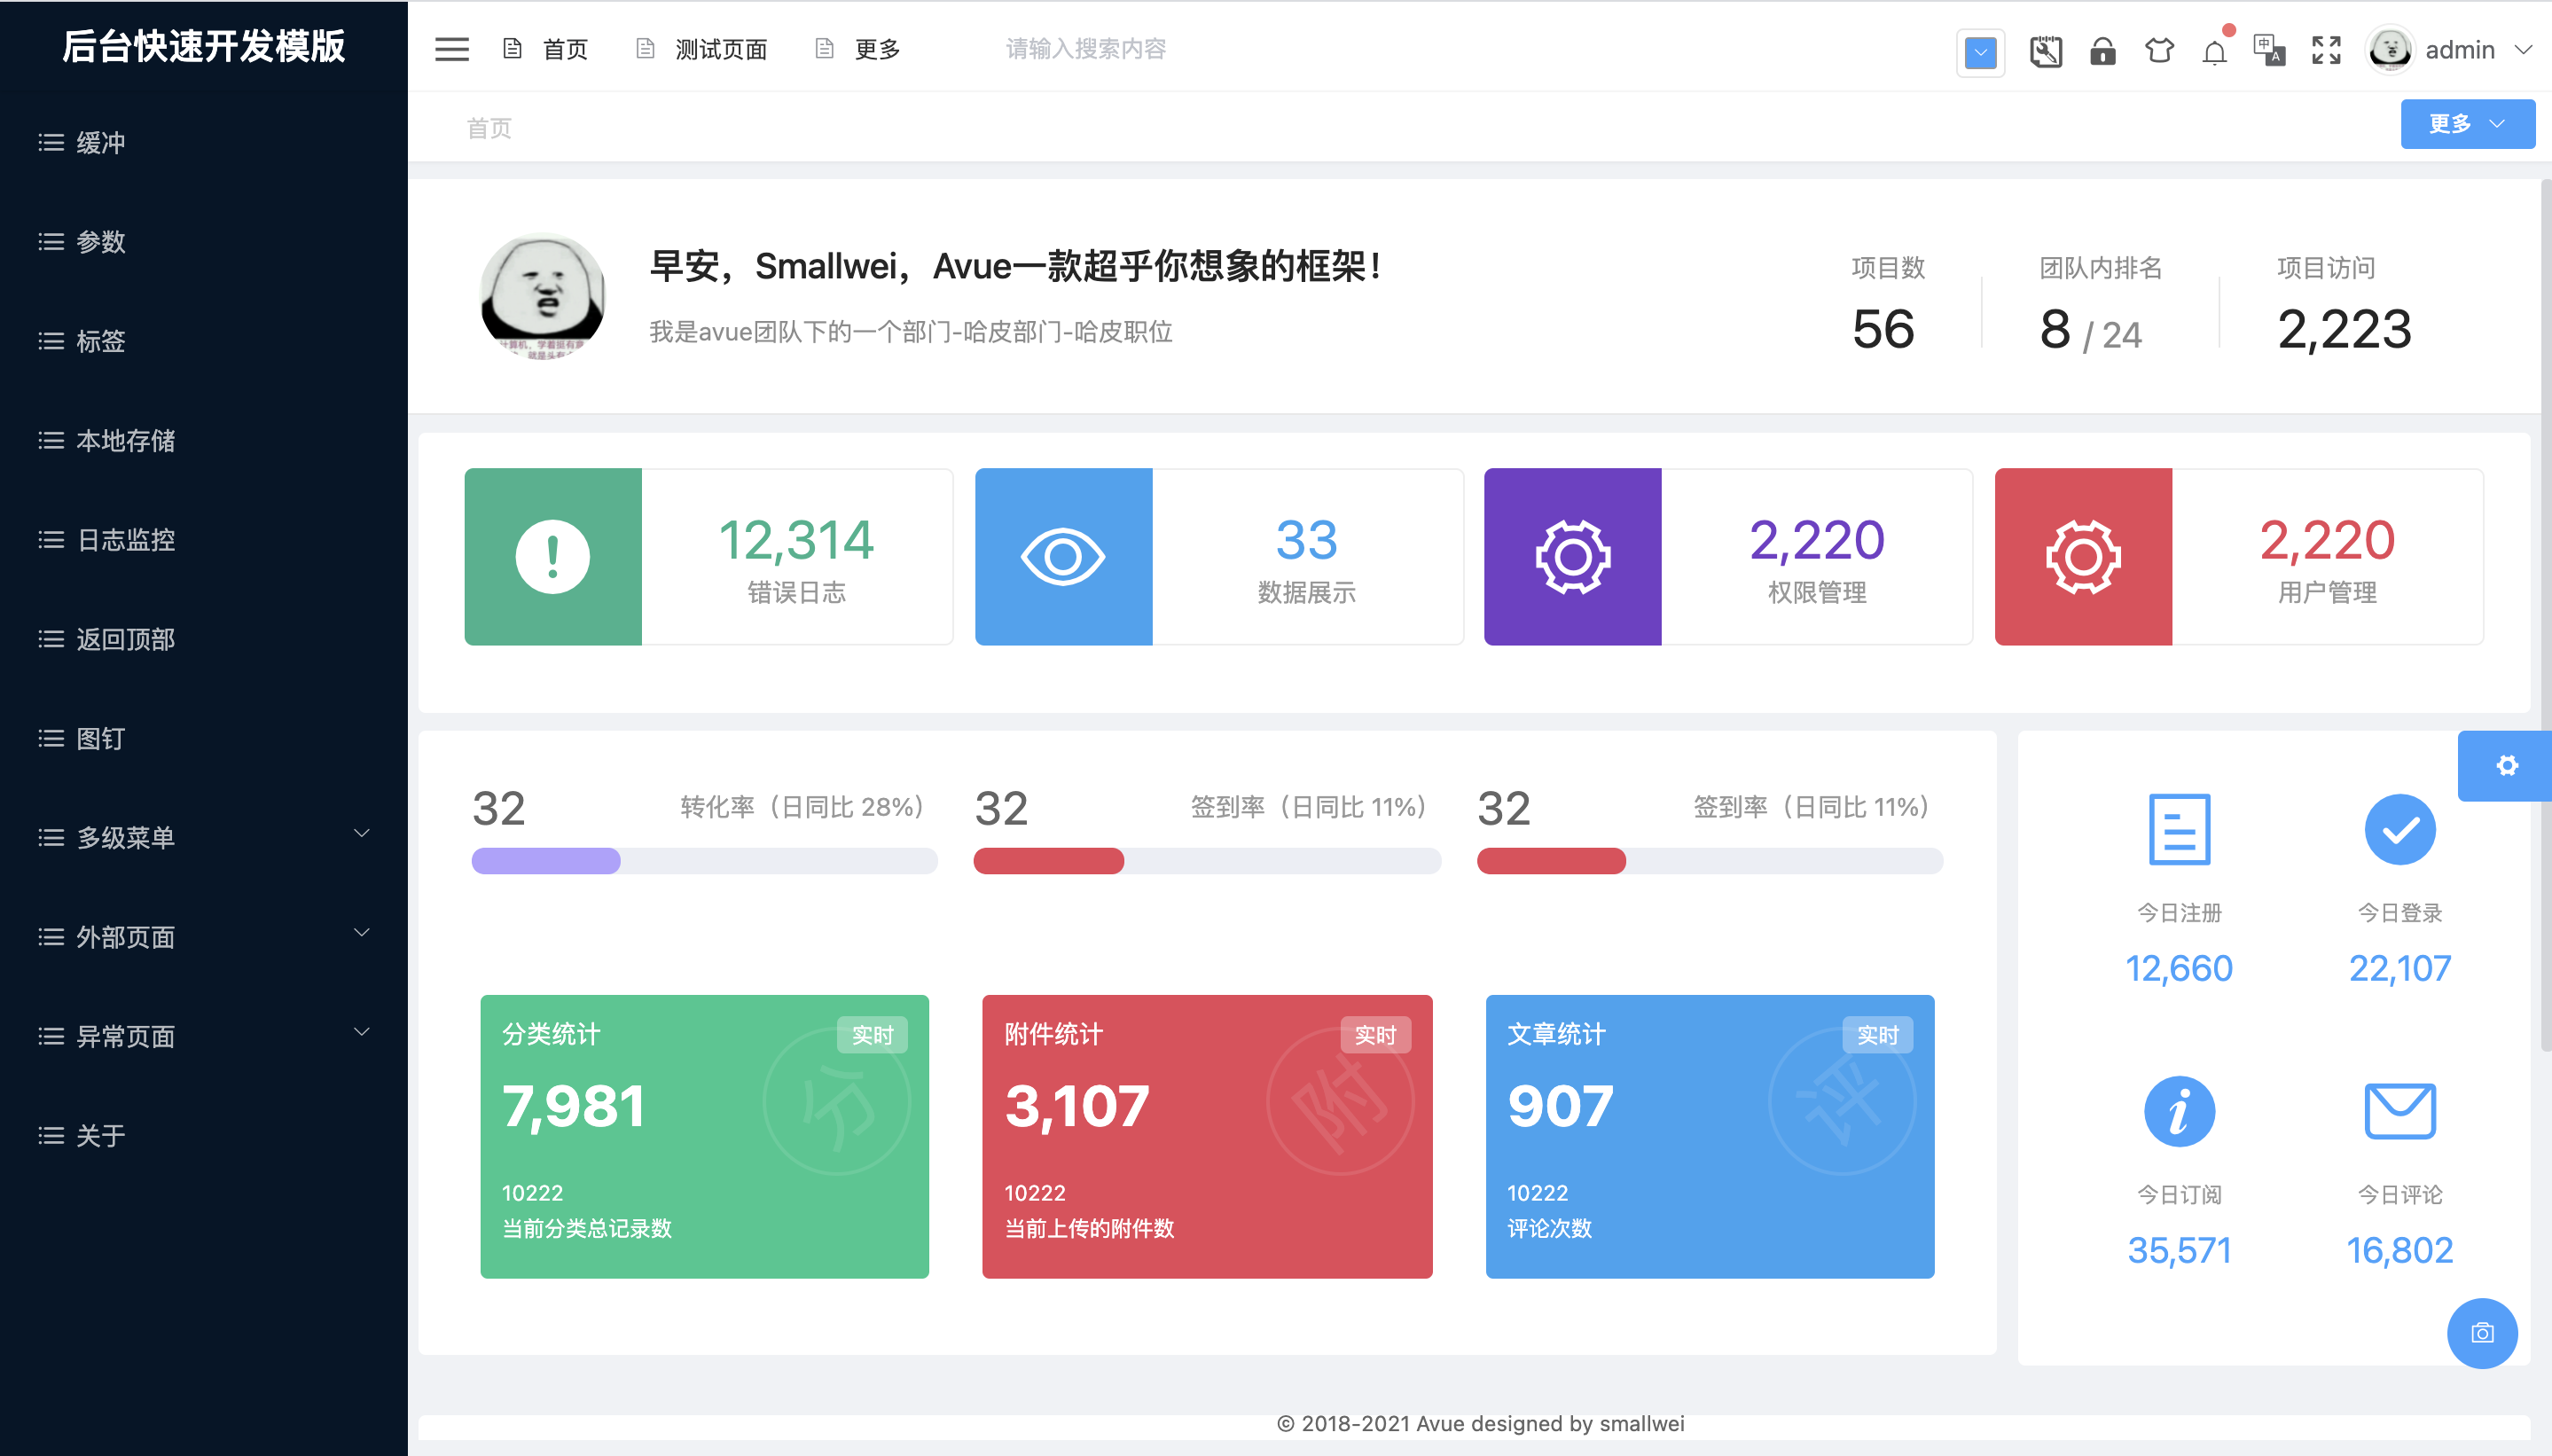 后台快速开发模版
首页
测试页面
更多
请输入搜索内容
中
A
admin
缓冲
参数
标签
本地存储
日志监控
返回顶部
图钉
多级菜单
外部页面
异常页面
关于
首页
更多
早安，Smallwei，Avue一款超乎你想象的框架！
我是avue团队下的一个部门-哈皮部门-哈皮职位
项目数
56
团队内排名
8 / 24
项目访问
2,223
12,314
错误日志
33
数据展示
2,220
权限管理
2,220
用户管理
32
转化率（日同比 28%）
32
签到率（日同比 11%）
32
签到率（日同比 11%）
分类统计
实时
分
7,981
10222
当前分类总记录数
附件统计
实时
附
3,107
10222
当前上传的附件数
文章统计
实时
评
907
10222
评论次数
今日注册
12,660
今日登录
22,107
今日订阅
35,571
今日评论
16,802
© 2018-2021 Avue designed by smallwei